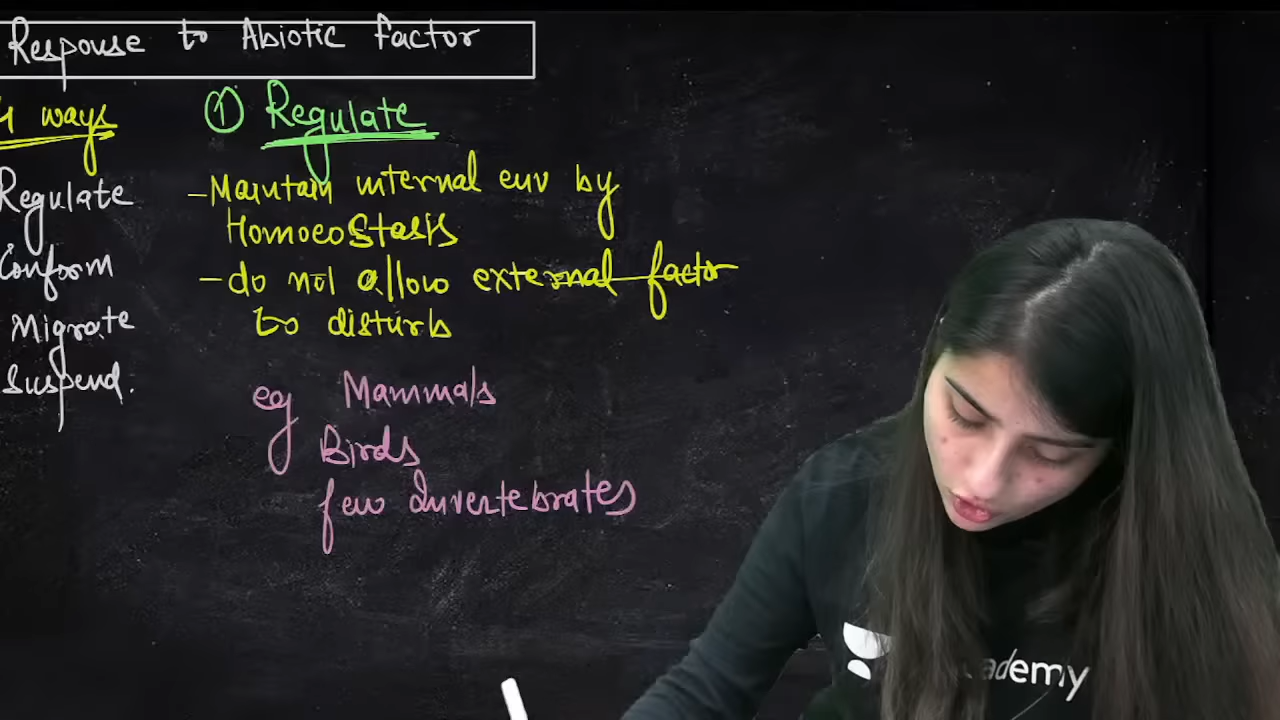 Response to Abiotic factor
4 ways
Regulate
Conform
Migrate
Suspend.
① Regulate
- Maintain internal env by
Homoeostasis
- do not allow external factor
to disturb
eg Mammals
Birds
few invertebrates
ademy